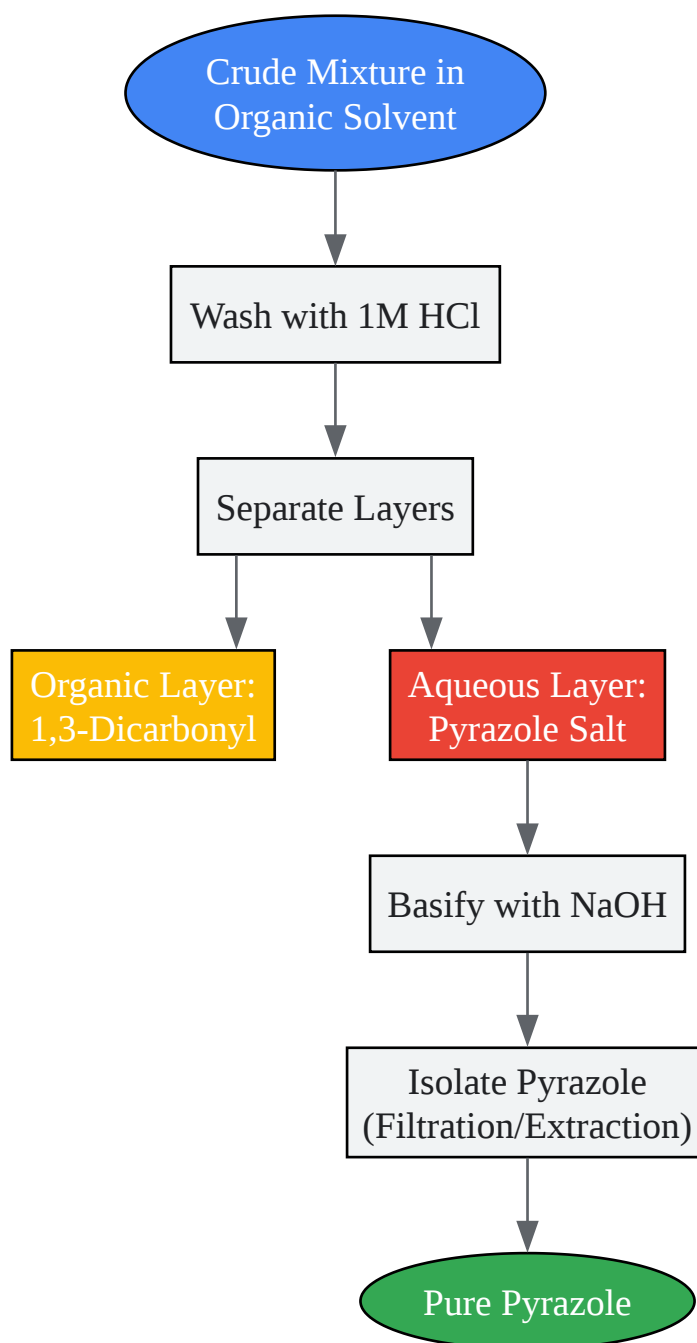 Crude Mixture in
Organic Solvent
Wash with 1M HCl
Separate Layers
Organic Layer:
1,3-Dicarbonyl
Aqueous Layer:
Pyrazole Salt
Basify with NaOH
Isolate Pyrazole
(Filtration/Extraction)
Pure Pyrazole